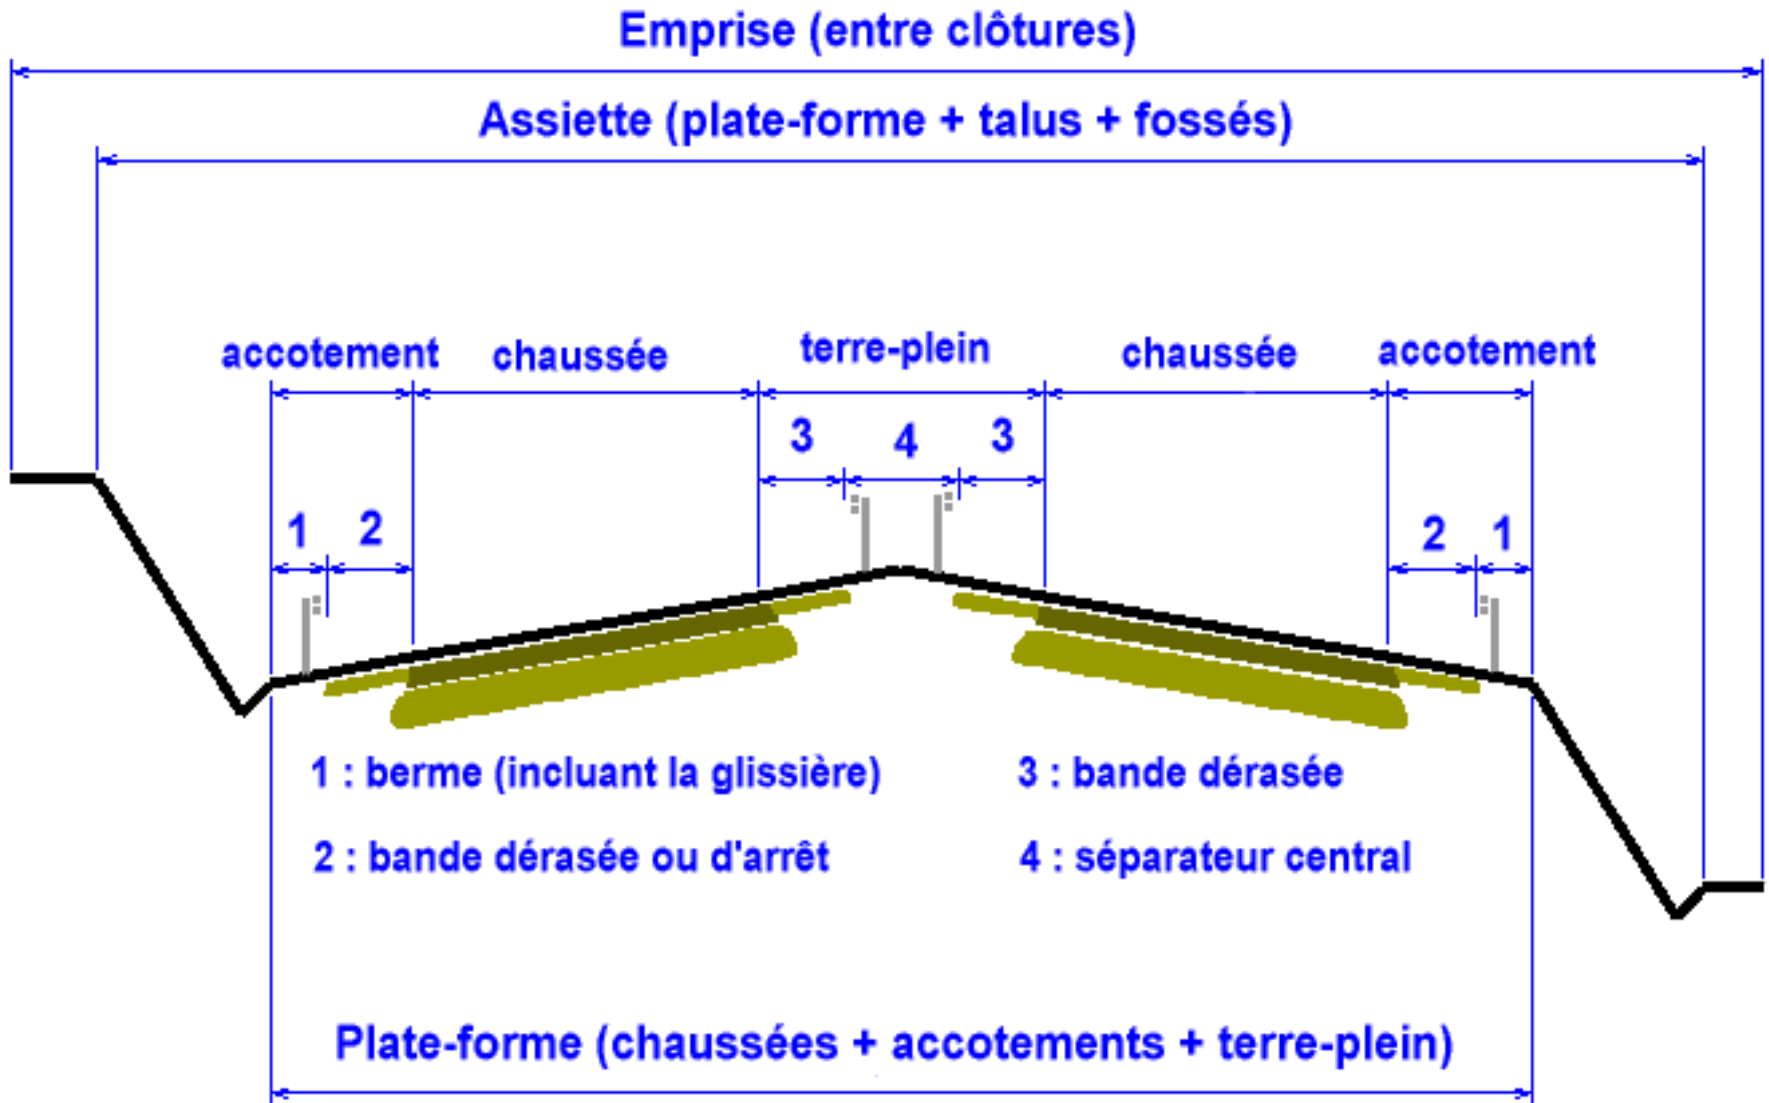 Emprise (entre clôtures)
Assiette (plate-forme + talus + fossés)
accotement chaussée terre-plein chaussée accotement
3 4 3
1 2 2 1
1 : berme (incluant la glissière) 3 : bande dérasée
2 : bande dérasée ou d'arrêt 4 : séparateur central
Plate-forme (chaussées + accotements + terre-plein)